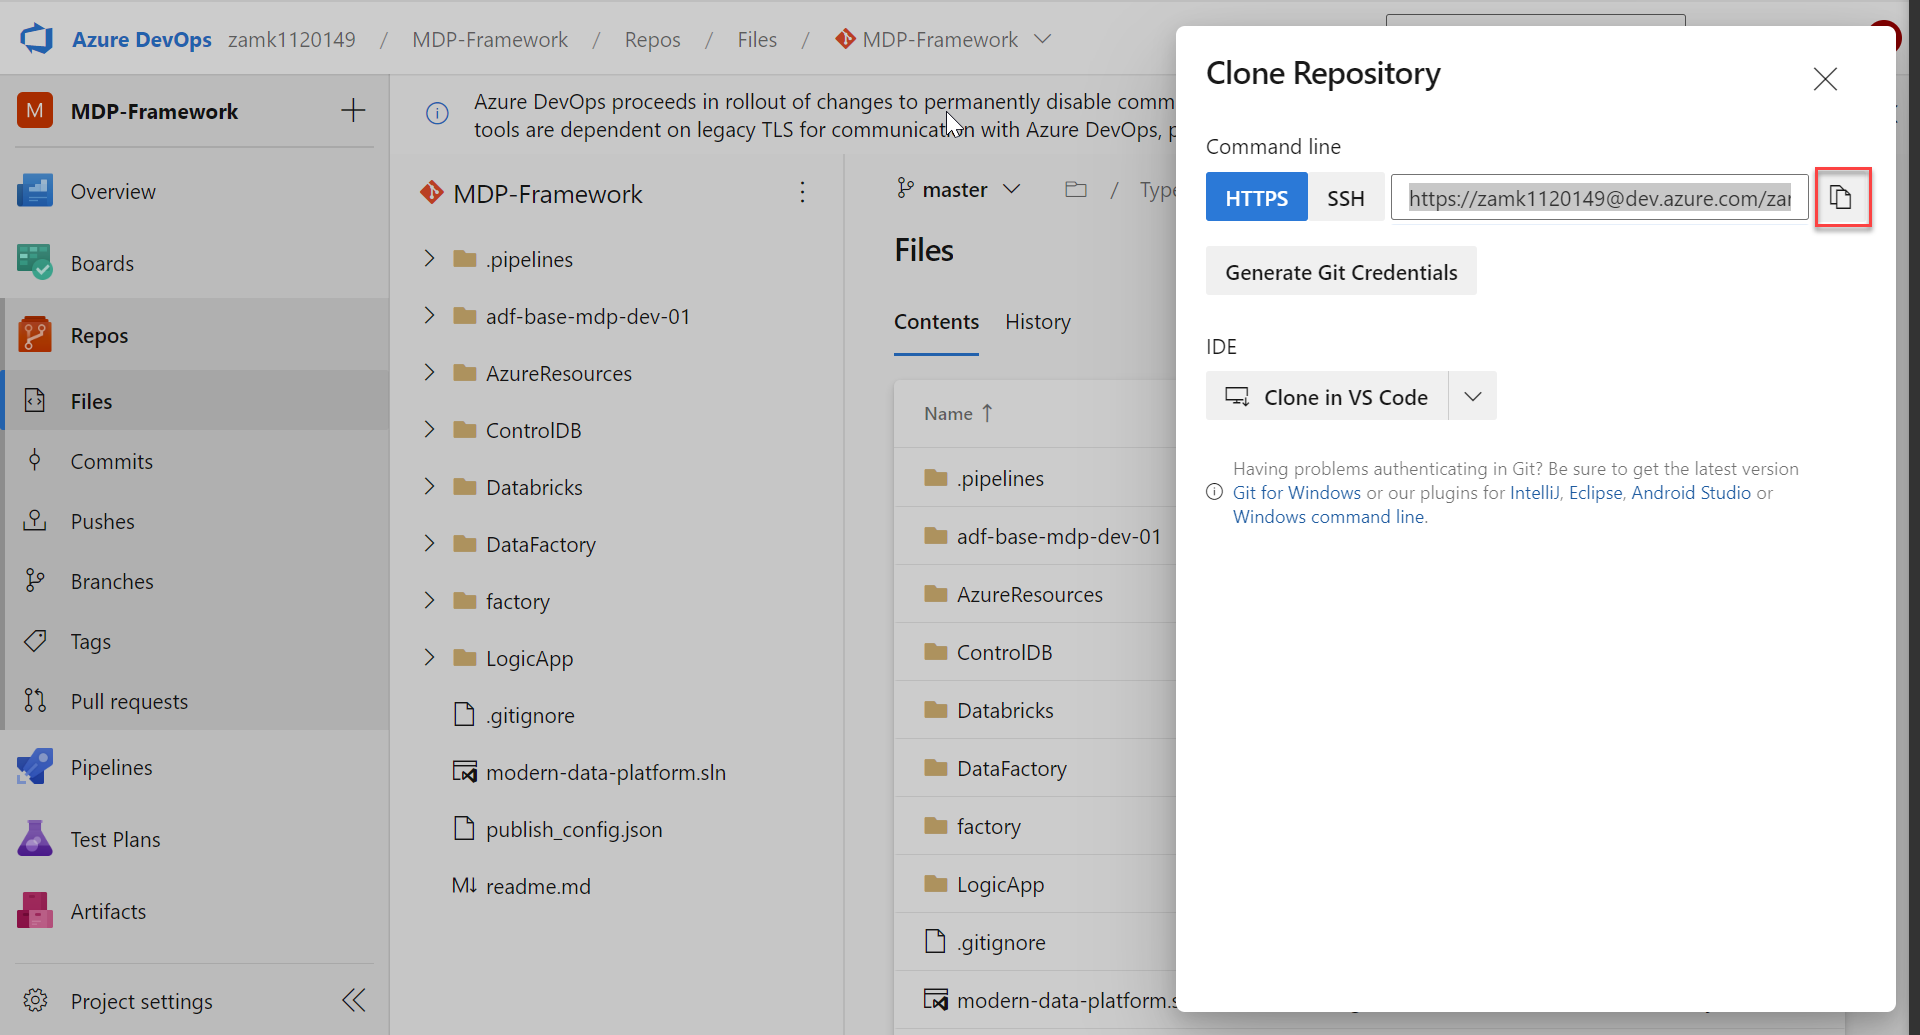 Azure DevOps zamk1120149 / MDP-Framework / Repos / Files / MDP-Framework
M MDP-Framework
Overview
Boards
Repos
Files
Commits
Pushes
Branches
Tags
Pull requests
Pipelines
Test Plans
Artifacts
Project settings
Azure DevOps proceeds in rollout of changes to permanently disable comm
tools are dependent on legacy TLS for communication with Azure DevOps, p
MDP-Framework
.pipelines
adf-base-mdp-dev-01
AzureResources
ControlDB
Databricks
DataFactory
factory
LogicApp
.gitignore
modern-data-platform.sln
publish_config.json
M↓ readme.md
master / Type
Files
Contents History
Name ↑
.pipelines
adf-base-mdp-dev-01
AzureResources
ControlDB
Databricks
DataFactory
factory
LogicApp
.gitignore
modern-data-platform.s
Clone Repository
Command line
HTTPS SSH https://zamk1120149@dev.azure.com/zai
Generate Git Credentials
IDE
Clone in VS Code
Having problems authenticating in Git? Be sure to get the latest version
Git for Windows or our plugins for IntelliJ, Eclipse, Android Studio or
Windows command line.